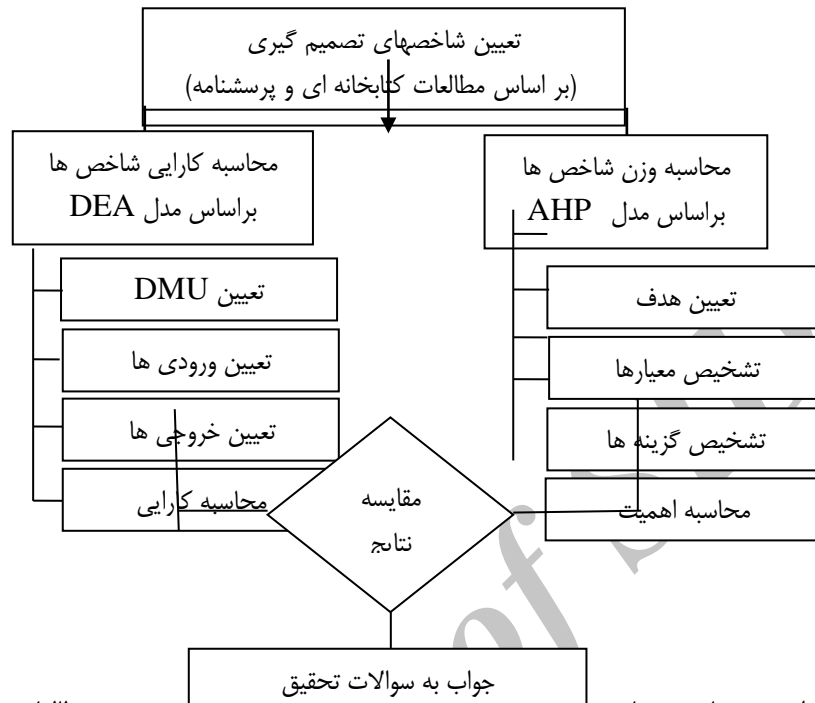 تعیین شاخصهای تصمیم گیری
(بر اساس مطالعات کتابخانه ای و پرسشنامه)
محاسبه وزن شاخص ها
براساس مدل AHP
تعیین هدف
تشخیص معیارها
تشخیص گزینه ها
محاسبه اهمیت
محاسبه کارایی شاخص ها
براساس مدل DEA
تعیین DMU
تعیین ورودی ها
تعیین خروجی ها
محاسبه کارایی
مقایسه
نتایج
جواب به سوالات تحقیق
of